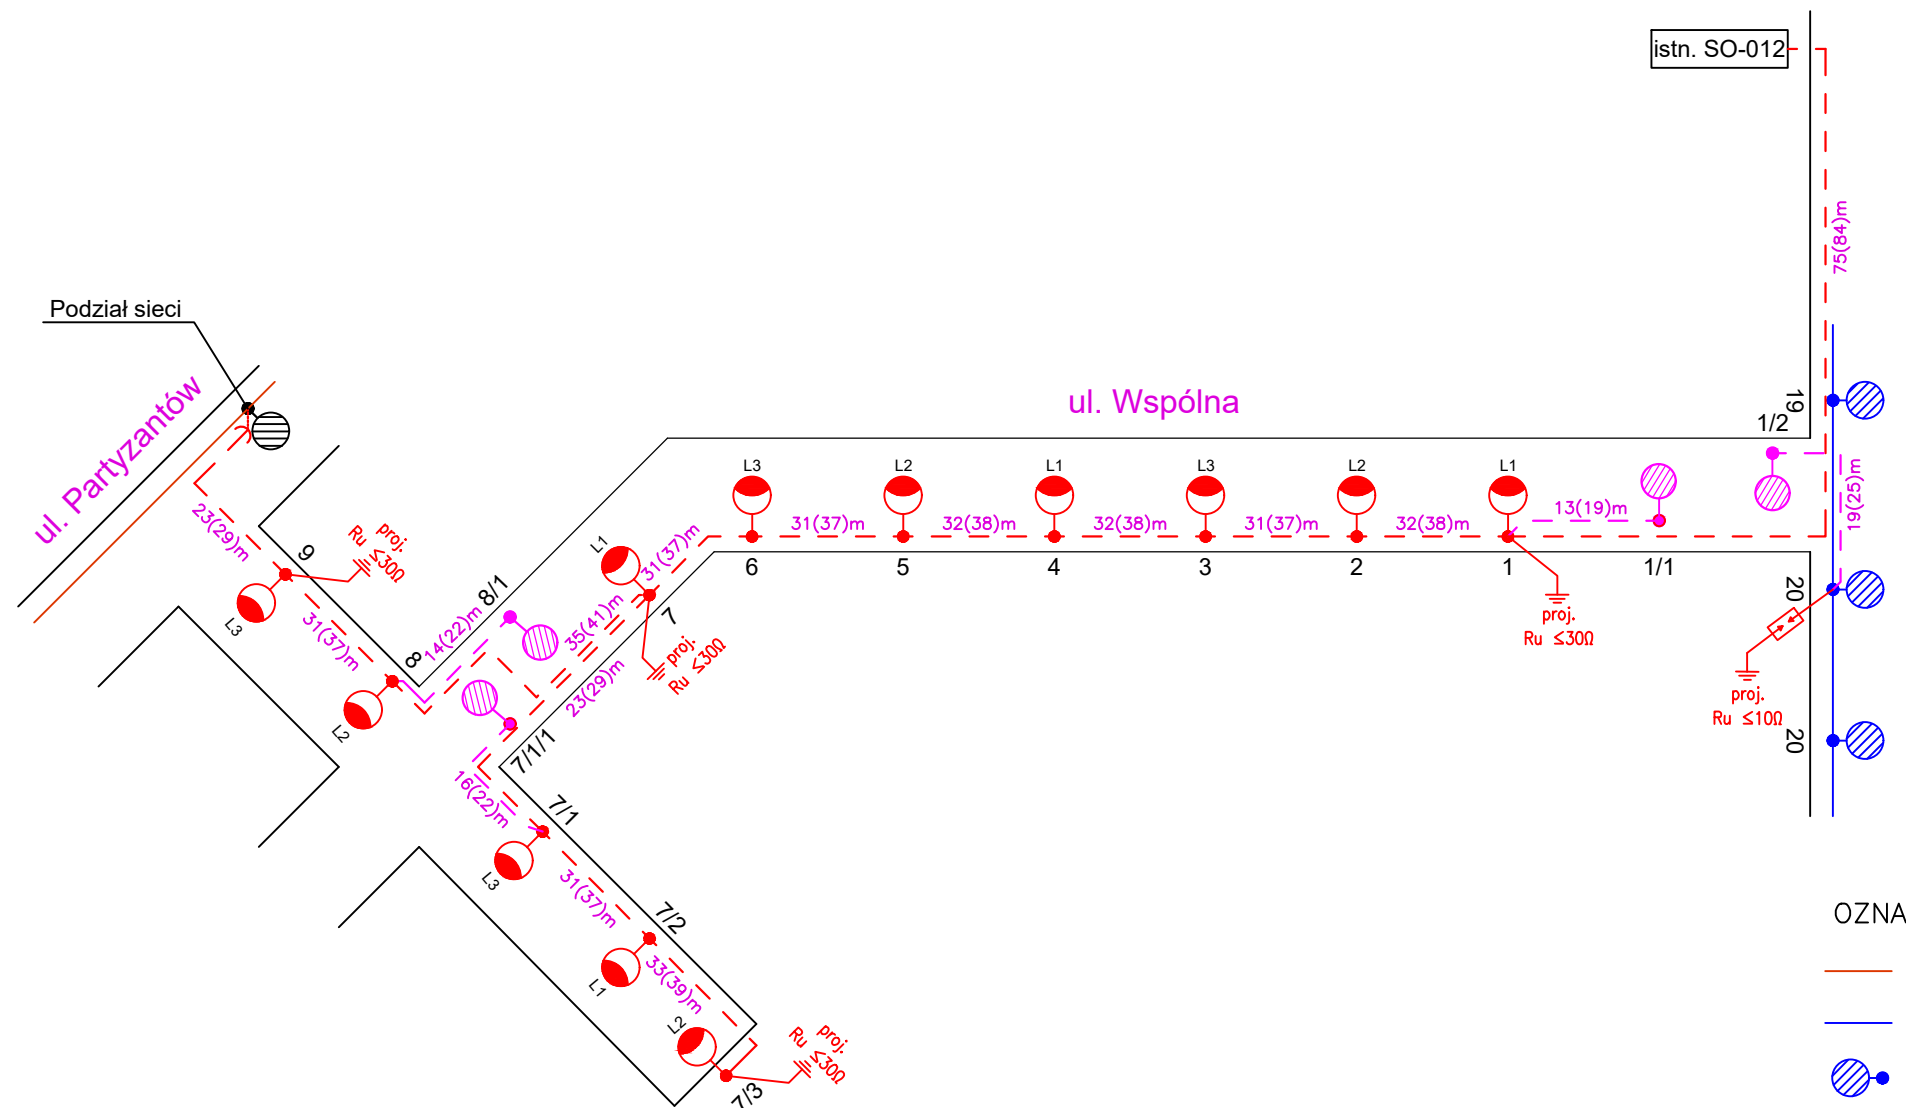 istn. SO-012
75(84)m
Podział sieci
ul. Partyzantów
ul. Wspólna
19
1/2
19(25)m
L3
L2
L1
L3
L2
L1
31(37)m
32(38)m
32(38)m
31(37)m
32(38)m
13(19)m
6
5
4
3
2
1
1/1
20
proj.
Ru ≤30Ω
proj.
Ru ≤10Ω
20
23(29)m
9
proj.
Ru ≤30Ω
L3
31(37)m
8
L2
14(22)m
8/1
L1
31(37)m
35(41)m
7
proj.
Ru ≤30Ω
23(29)m
7/1/1
16(22)m
7/1
L3
31(37)m
7/2
L1
33(39)m
L2
proj.
Ru ≤30Ω
7/3
OZNA